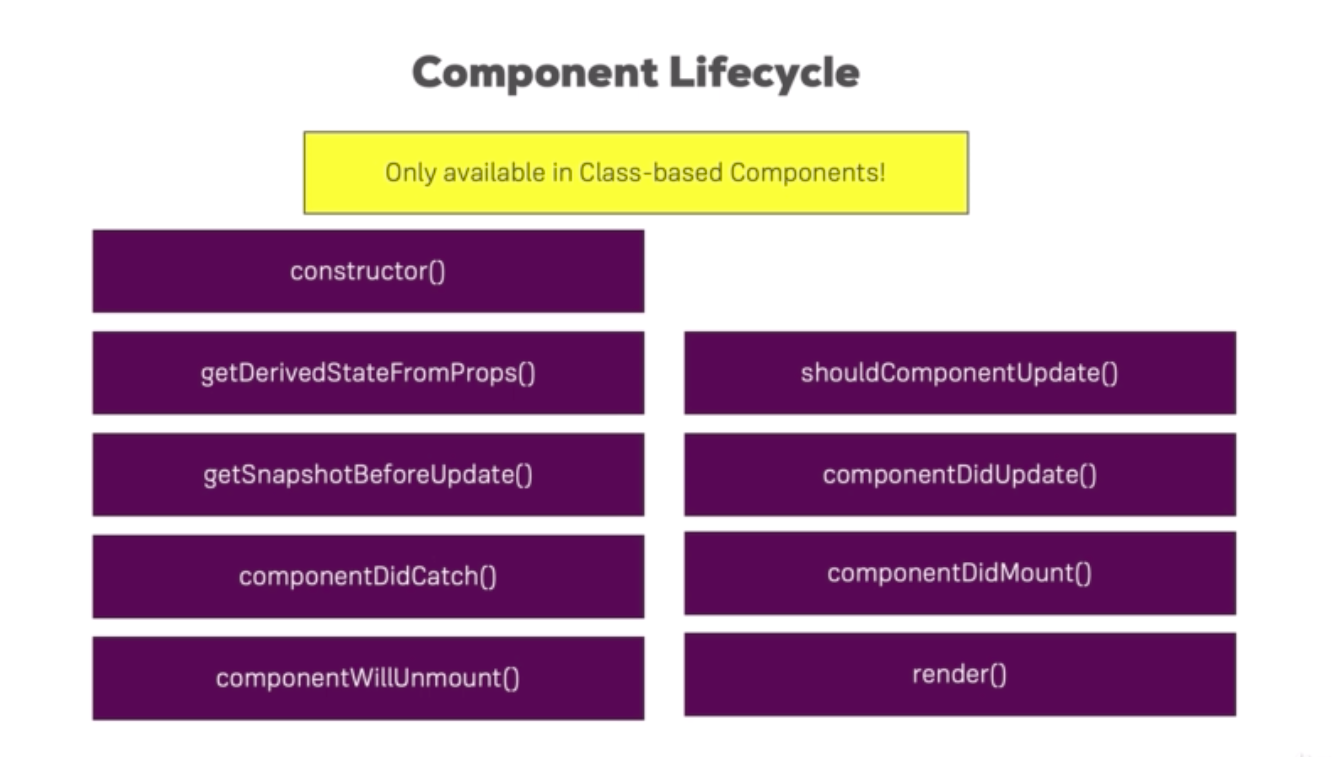 Component Lifecycle
Only available in Class-based Components!
constructor()
getDerivedStateFromProps()
shouldComponentUpdate()
getSnapshotBeforeUpdate()
componentDidUpdate()
componentDidCatch()
componentDidMount()
componentWillUnmount()
render()